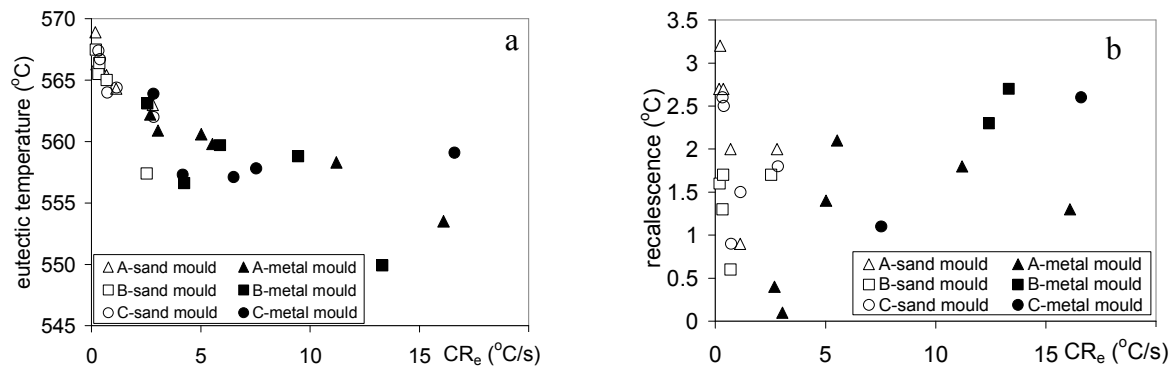 a
eutectic temperature (°C)
570
565
560
555
550
545
0 5 10 15
CRe (°C/s)
A-sand mould A-metal mould
B-sand mould B-metal mould
C-sand mould C-metal mould
b
recalescence (°C)
3.5
3
2.5
2
1.5
1
0.5
0
0 5 10 15
CRe (°C/s)
A-sand mould A-metal mould
B-sand mould B-metal mould
C-sand mould C-metal mould